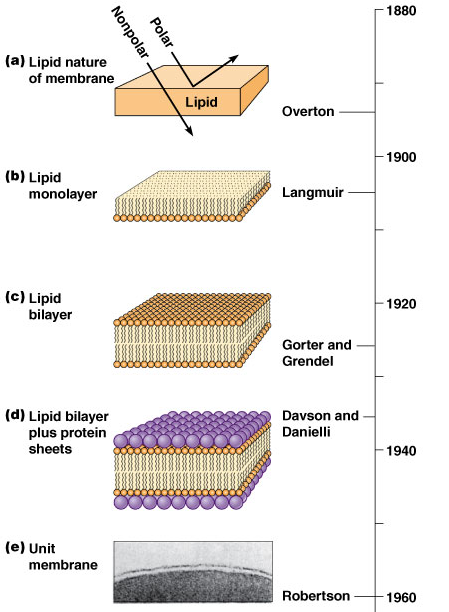 1880
Nonpolar
Polar
(a) Lipid nature
of membrane
Lipid
Overton
1900
(b) Lipid
monolayer
Langmuir
(c) Lipid
bilayer
1920
Gorter and
Grendel
(d) Lipid bilayer
plus protein
sheets
Davson and
Danielli
1940
(e) Unit
membrane
Robertson
1960